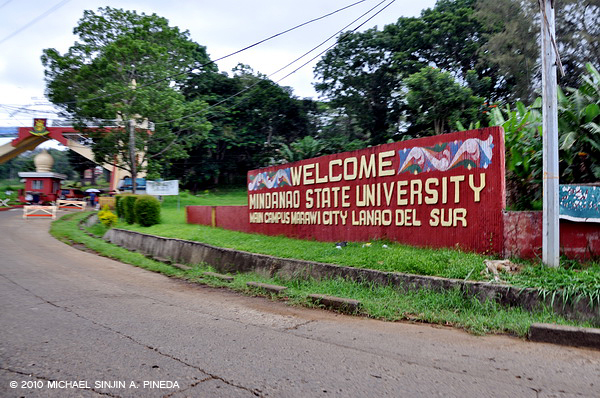 WELCOME
MINDANAO STATE UNIVERSITY
MAIN CAMPUS MARAWI CITY LANAO DEL SUR
© 2010 MICHAEL SINJIN A. PINEDA